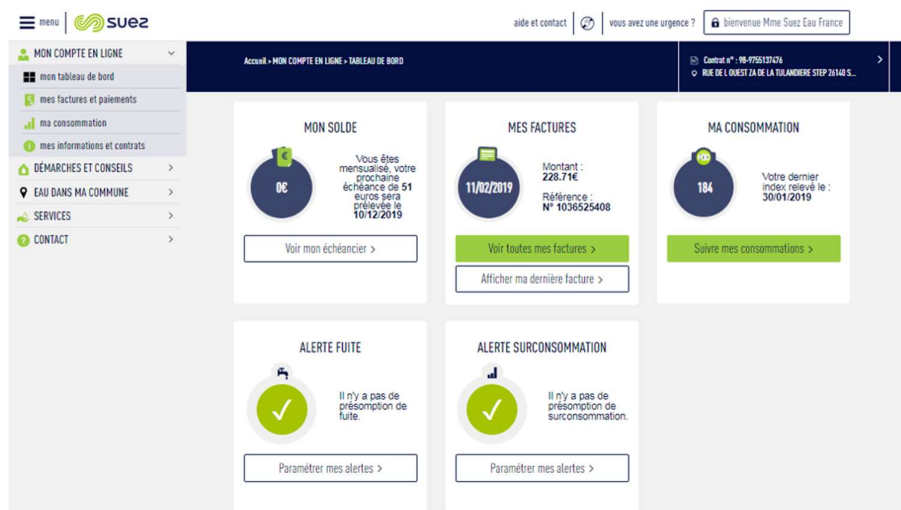 menu suez
aide et contact
vous avez une urgence ?
bienvenue Mme Suez Eau France
MON COMPTE EN LIGNE
mon tableau de bord
mes factures et paiements
ma consommation
mes informations et contrats
DÉMARCHES ET CONSEILS
EAU DANS MA COMMUNE
SERVICES
CONTACT
Accueil > MON COMPTE EN LIGNE > TABLEAU DE BORD
Contrat n° : 98-9755137476
RUE DE L OUEST ZA DE LA TULANDIERE STEP 26140 S...
MON SOLDE
0€
Vous êtes
mensualisé, votre
prochaine
échéance de 51
euros sera
prélevée le
10/12/2019
Voir mon échéancier >
MES FACTURES
11/02/2019
Montant :
228.71€
Référence :
N° 1036525408
Voir toutes mes factures >
Afficher ma dernière facture >
MA CONSOMMATION
184
Votre dernier
index relevé le :
30/01/2019
Suivre mes consommations >
ALERTE FUITE
Il n'y a pas de
présomption de
fuite.
Paramétrer mes alertes >
ALERTE SURCONSOMMATION
Il n'y a pas de
présomption de
surconsommation.
Paramétrer mes alertes >